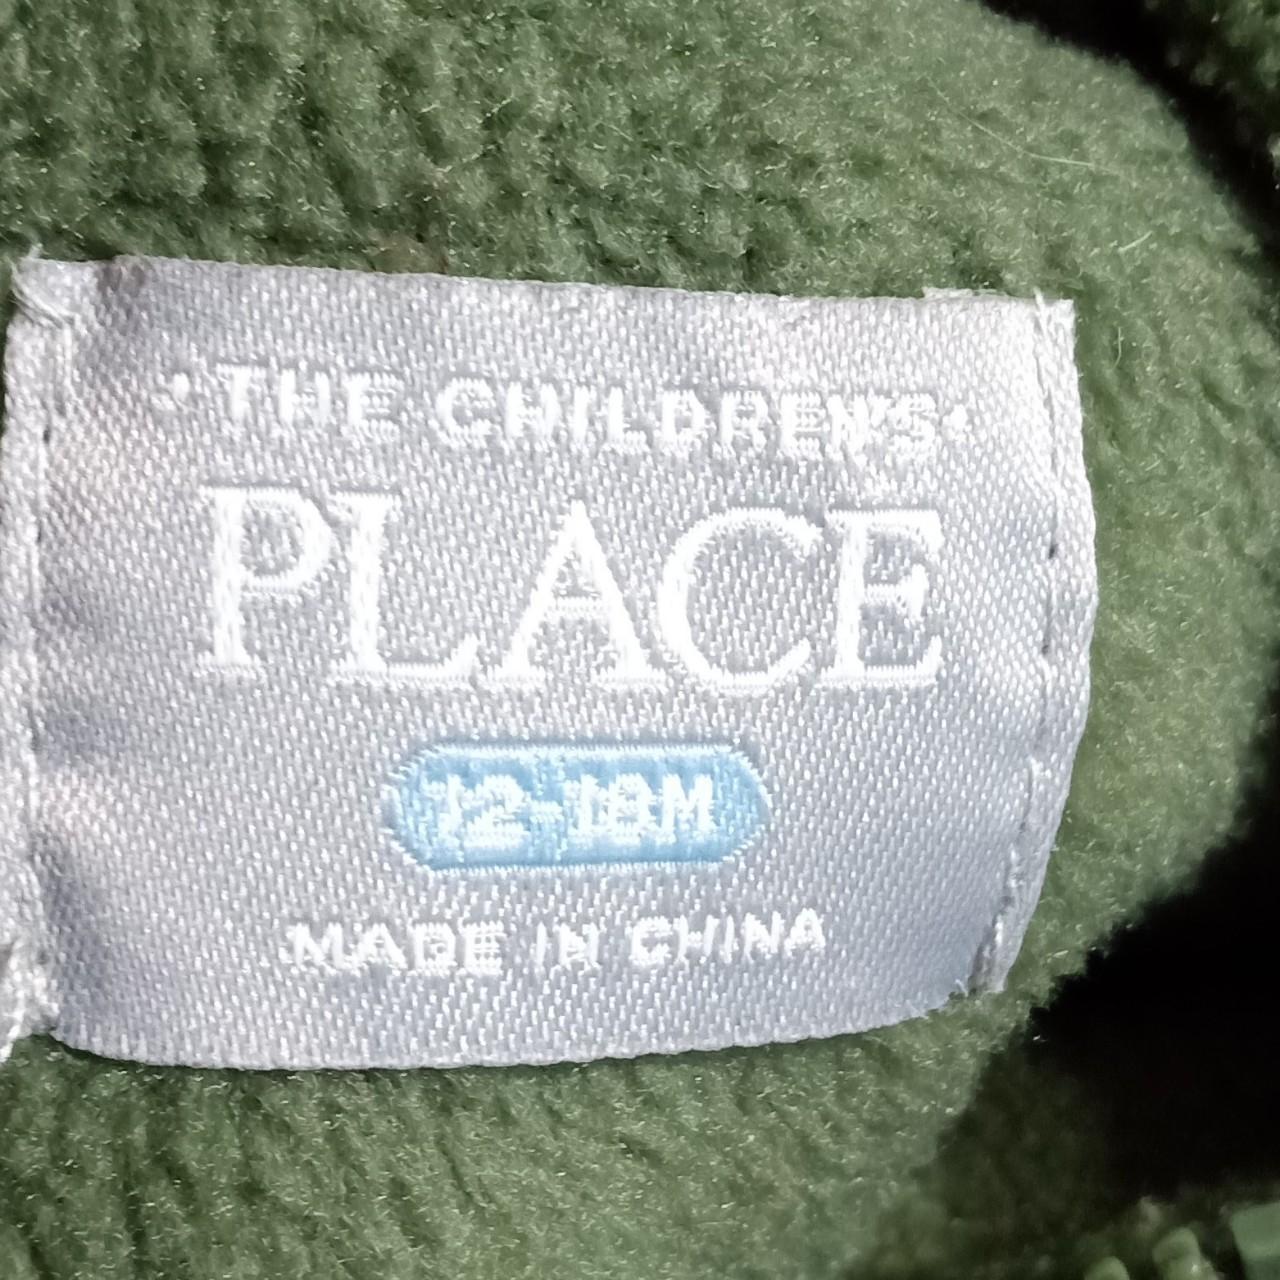 ·THE CHILDREN'S·
PLACE
12-18M
MADE IN CHINA